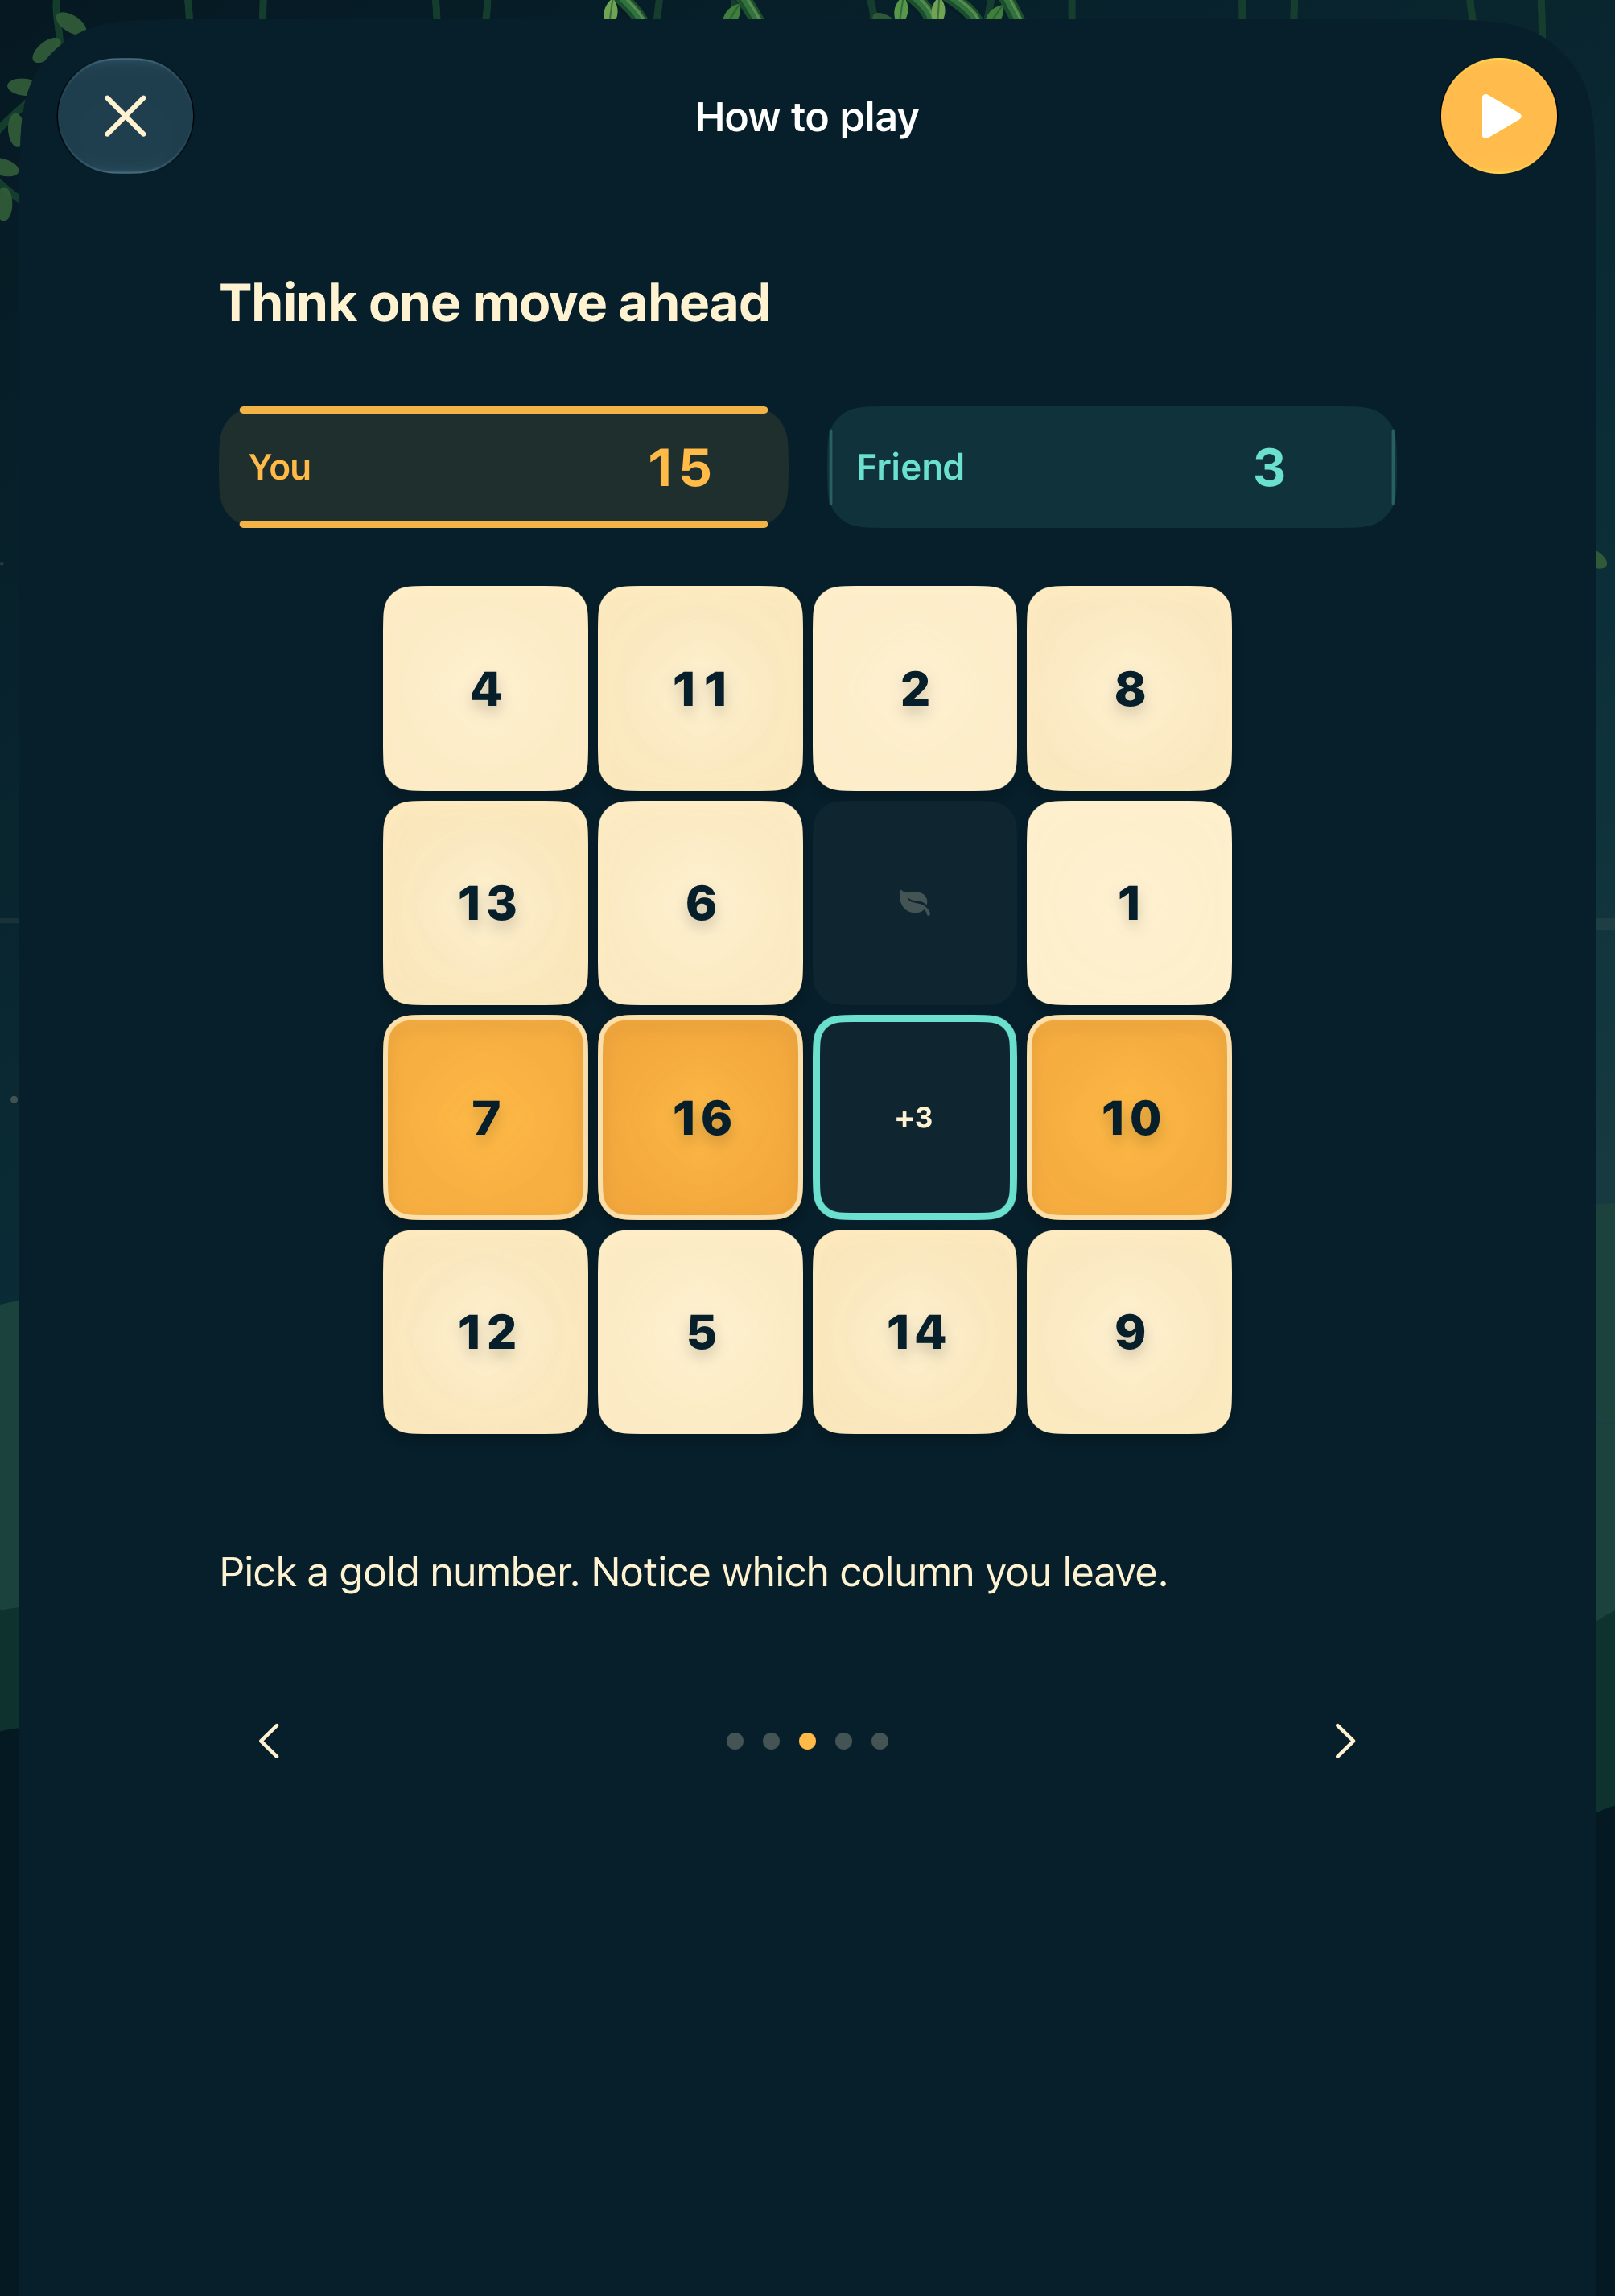 How to play
Think one move ahead
You 15 Friend 3
4 11 2 8
13 6 1
7 16 +3 10
12 5 14 9
Pick a gold number. Notice which column you leave.